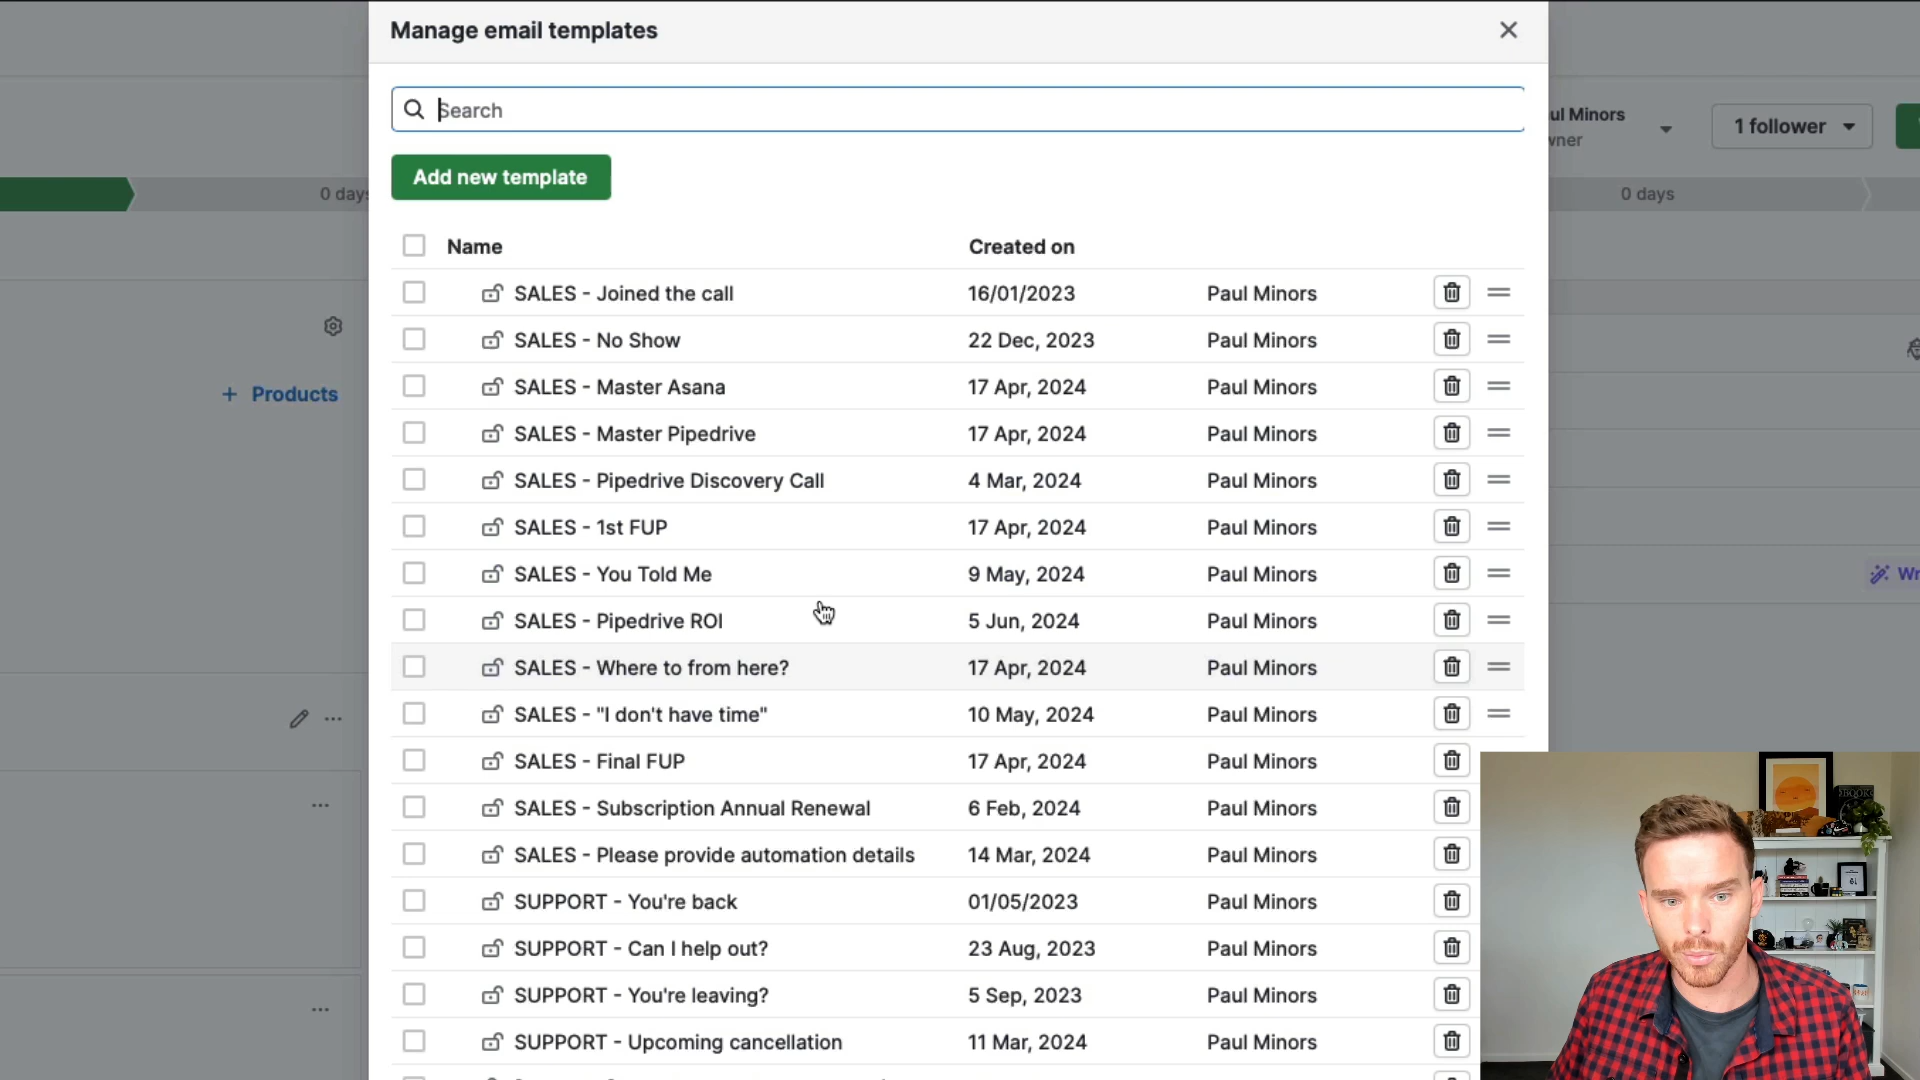 Manage email templates
Search
ul Minors
vner
1 follower
Add new template
0 days
0 days
Name Created on
SALES - Joined the call 16/01/2023 Paul Minors
SALES - No Show 22 Dec, 2023 Paul Minors
+ Products
SALES - Master Asana 17 Apr, 2024 Paul Minors
SALES - Master Pipedrive 17 Apr, 2024 Paul Minors
SALES - Pipedrive Discovery Call 4 Mar, 2024 Paul Minors
SALES - 1st FUP 17 Apr, 2024 Paul Minors
SALES - You Told Me 9 May, 2024 Paul Minors
Wr
SALES - Pipedrive ROI 5 Jun, 2024 Paul Minors
SALES - Where to from here? 17 Apr, 2024 Paul Minors
SALES - "I don't have time" 10 May, 2024 Paul Minors
SALES - Final FUP 17 Apr, 2024 Paul Minors
SALES - Subscription Annual Renewal 6 Feb, 2024 Paul Minors
SALES - Please provide automation details 14 Mar, 2024 Paul Minors
SUPPORT - You're back 01/05/2023 Paul Minors
SUPPORT - Can I help out? 23 Aug, 2023 Paul Minors
SUPPORT - You're leaving? 5 Sep, 2023 Paul Minors
SUPPORT - Upcoming cancellation 11 Mar, 2024 Paul Minors